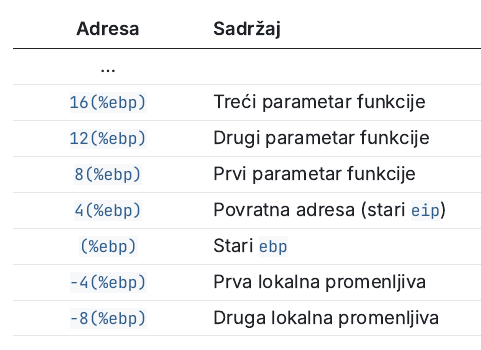 Adresa Sadržaj
...
16(%ebp) Treći parametar funkcije
12(%ebp) Drugi parametar funkcije
8(%ebp) Prvi parametar funkcije
4(%ebp) Povratna adresa (stari eip)
(%ebp) Stari ebp
-4(%ebp) Prva lokalna promenljiva
-8(%ebp) Druga lokalna promenljiva